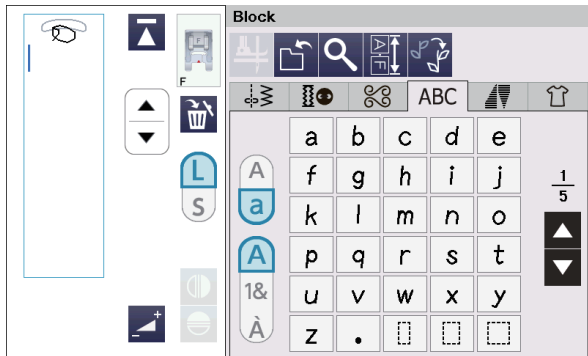 Block
F
F
A-F
ABC
L
S
A
a
A
1&
À
a b c d e
f g h i j
k l m n o
p q r s t
u v w x y
z .
1
5